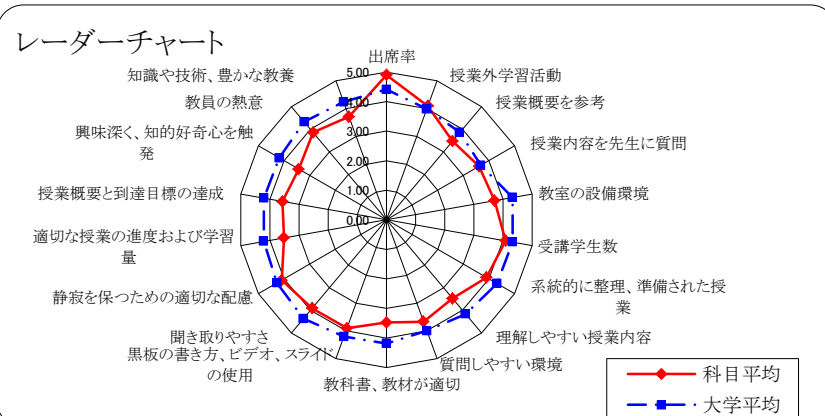 レーダーチャート
出席率
授業外学習活動
授業概要を参考
授業内容を先生に質問
教室の設備環境
受講学生数
系統的に整理、準備された授
業
理解しやすい授業内容
質問しやすい環境
教科書、教材が適切
黒板の書き方、ビデオ、スライド
の使用
聞き取りやすさ
静寂を保つための適切な配慮
適切な授業の進度および学習
量
授業概要と到達目標の達成
興味深く、知的好奇心を触
発
教員の熱意
知識や技術、豊かな教養
5.00
4.00
3.00
2.00
1.00
0.00
科目平均
大学平均